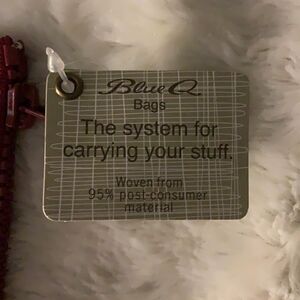 Blue Q
Bags
The system for
carrying your stuff.
Woven from
95% post-consumer
material